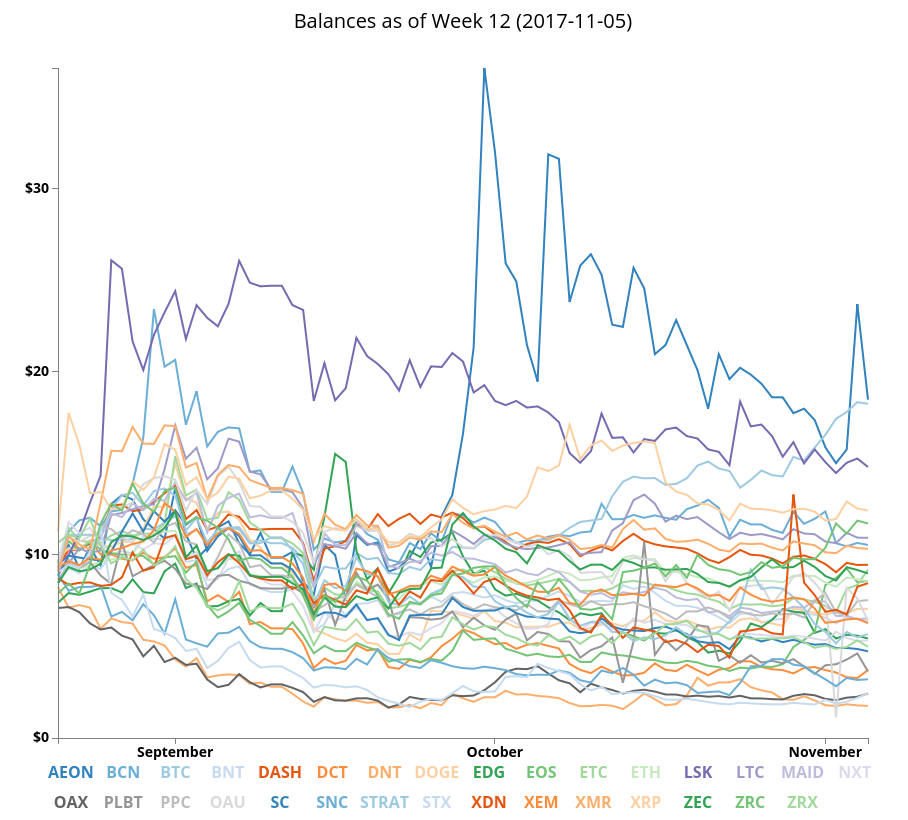 Balances as of Week 12 (2017-11-05)
$30
$20
$10
$0
September October November
AEON BCN BTC BNT DASH DCT DNT DOGE EDG EOS ETC ETH LSK LTC MAID NXT
OAX PLBT PPC OAU SC SNC STRAT STX XDN XEM XMR XRP ZEC ZRC ZRX